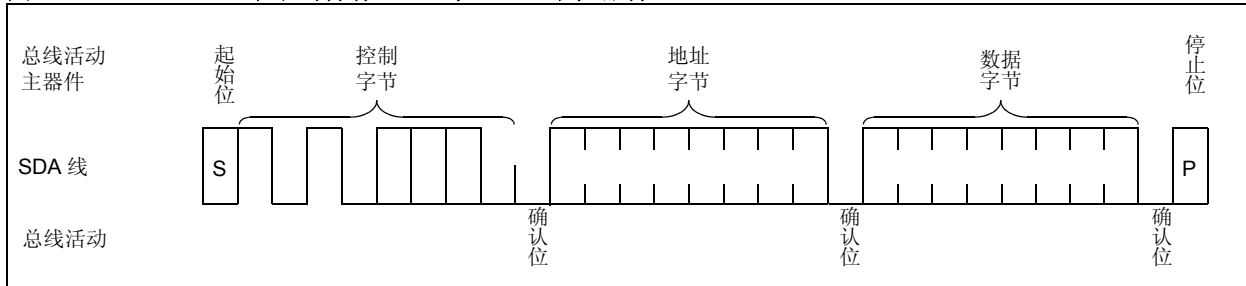 总线活动
主器件
起始位
控制
字节
地址
字节
数据
字节
停止位
SDA 线
S
P
总线活动
确认位
确认位
确认位